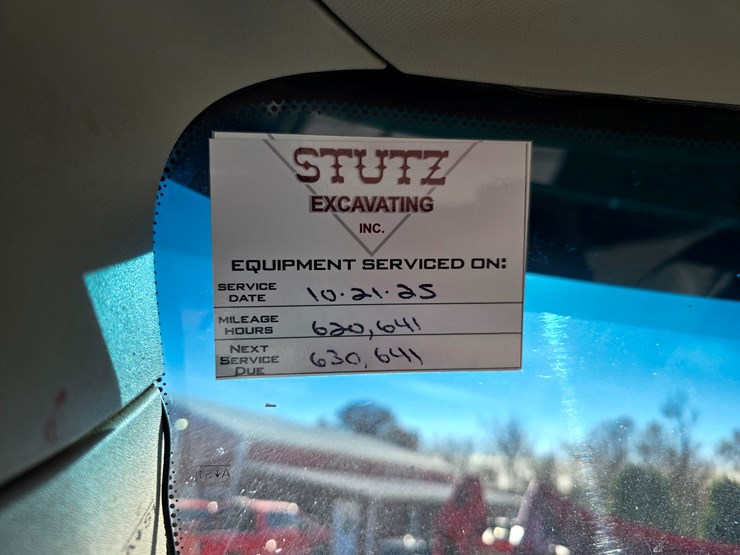 STUTZ
EXCAVATING
INC.
EQUIPMENT SERVICED ON:
SERVICE DATE 10·21·25
MILEAGE HOURS 620,641
NEXT SERVICE DUE 630,641